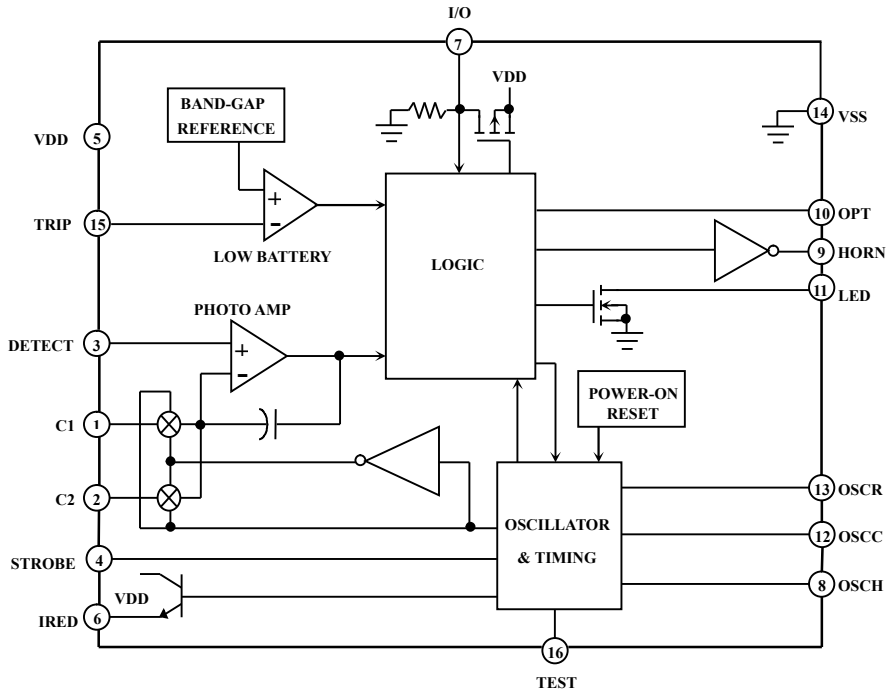 I/O
7
VDD
BAND-GAP
REFERENCE
14
VSS
VDD
5
+
-
LOW BATTERY
TRIP
15
10
OPT
LOGIC
9
HORN
11
LED
PHOTO AMP
DETECT
3
+
-
POWER-ON
RESET
C1
1
C2
2
13
OSCR
OSCILLATOR
& TIMING
12
OSCC
STROBE
4
8
OSCH
VDD
IRED
6
16
TEST